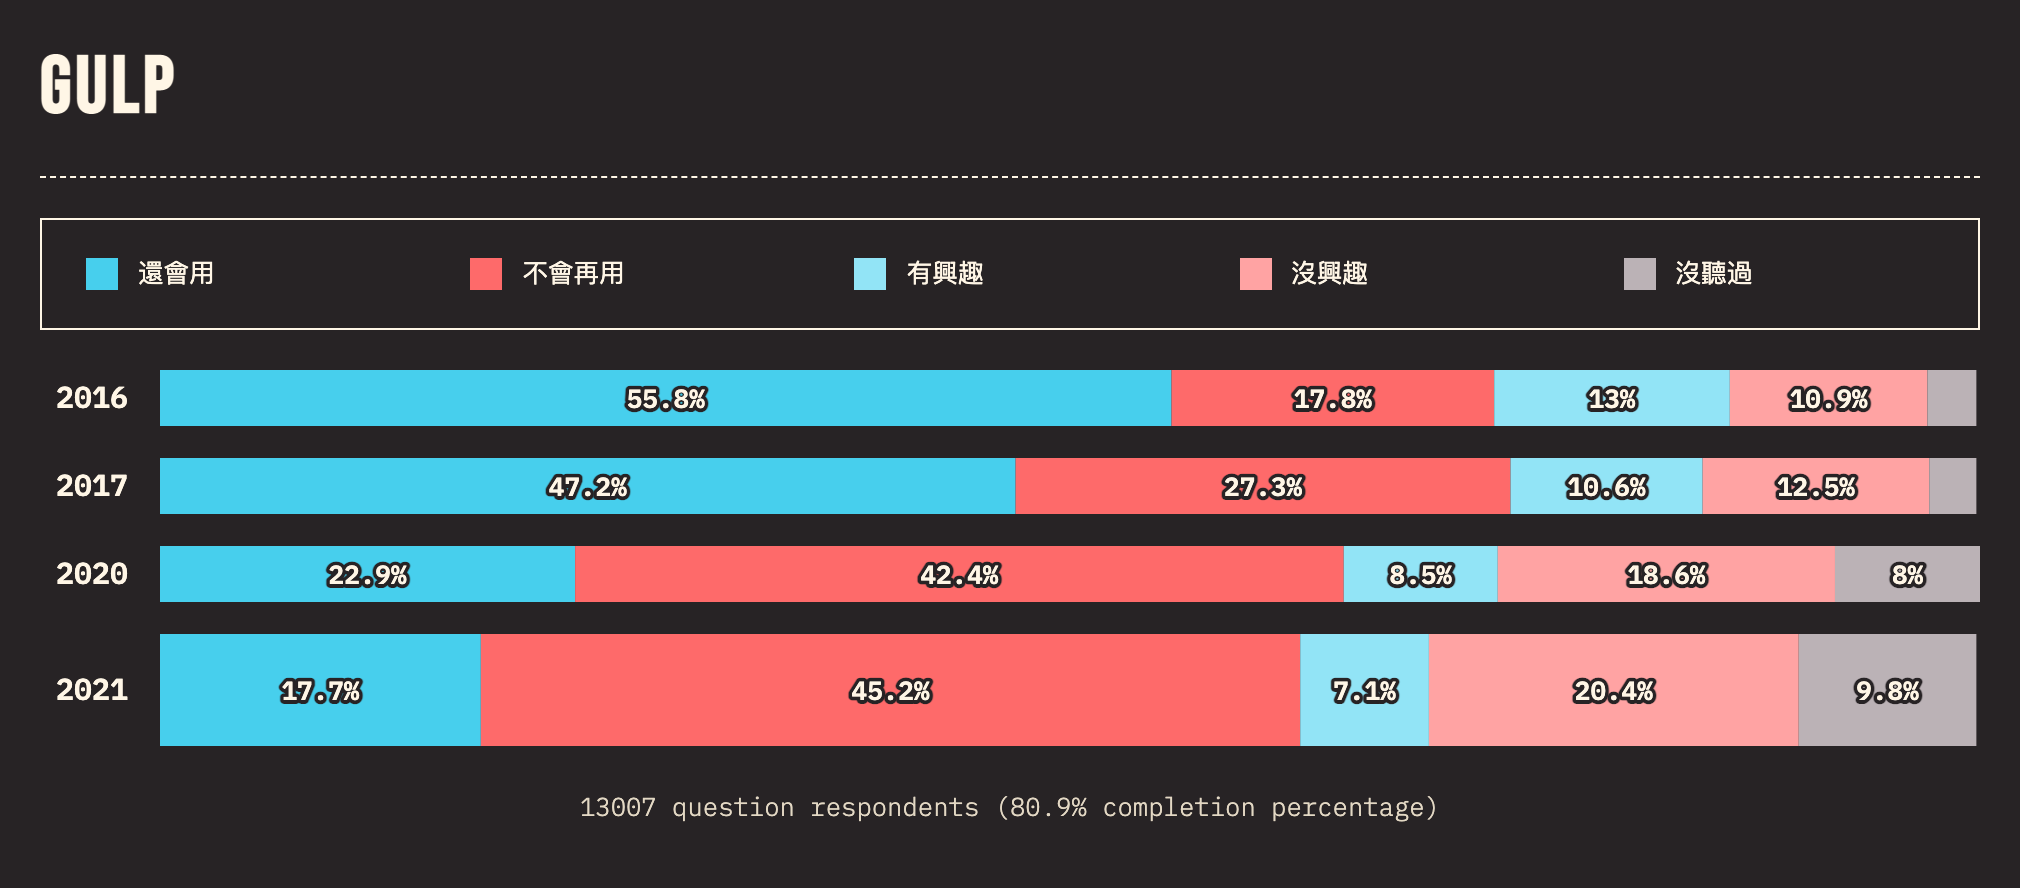 GULP
還會用 不會再用 有興趣 沒興趣 沒聽過
2016 55.8% 17.8% 13% 10.9%
2017 47.2% 27.3% 10.6% 12.5%
2020 22.9% 42.4% 8.5% 18.6% 8%
2021 17.7% 45.2% 7.1% 20.4% 9.8%
13007 question respondents (80.9% completion percentage)